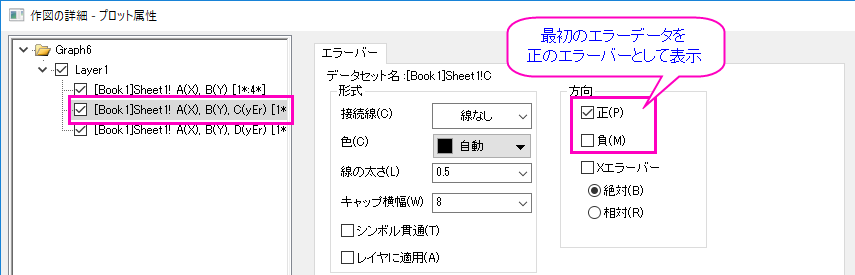 作図の詳細 - プロット属性
Graph6
Layer1
[Book1]Sheet1! A(X), B(Y) [1*:4*]
[Book1]Sheet1! A(X), B(Y), C(yEr) [1*
[Book1]Sheet1! A(X), B(Y), D(yEr) [1*
最初のエラーデータを
正のエラーバーとして表示
エラーバー
データセット名:[Book1]Sheet1!C
形式
接続線(C) 線なし
色(C) 自動
線の太さ(L) 0.5
キャップ横幅(W) 8
シンボル貫通(T)
レイヤに適用(A)
方向
正(P)
負(M)
Xエラーバー
絶対(B)
相対(R)